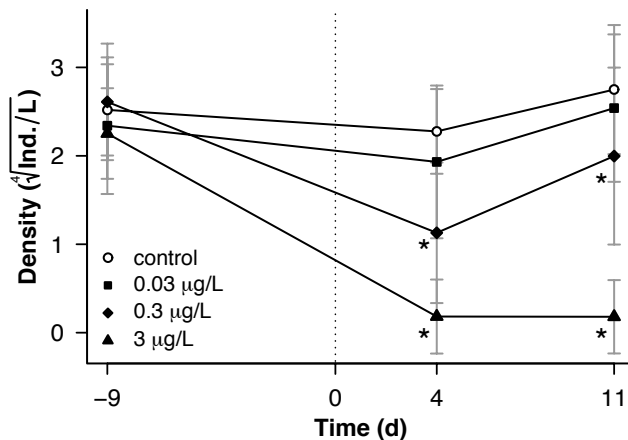 3
2
1
0
Density (∜Ind./L)
control
0.03 µg/L
0.3 µg/L
3 µg/L
*
*
*
*
−9 0 4 11
Time (d)